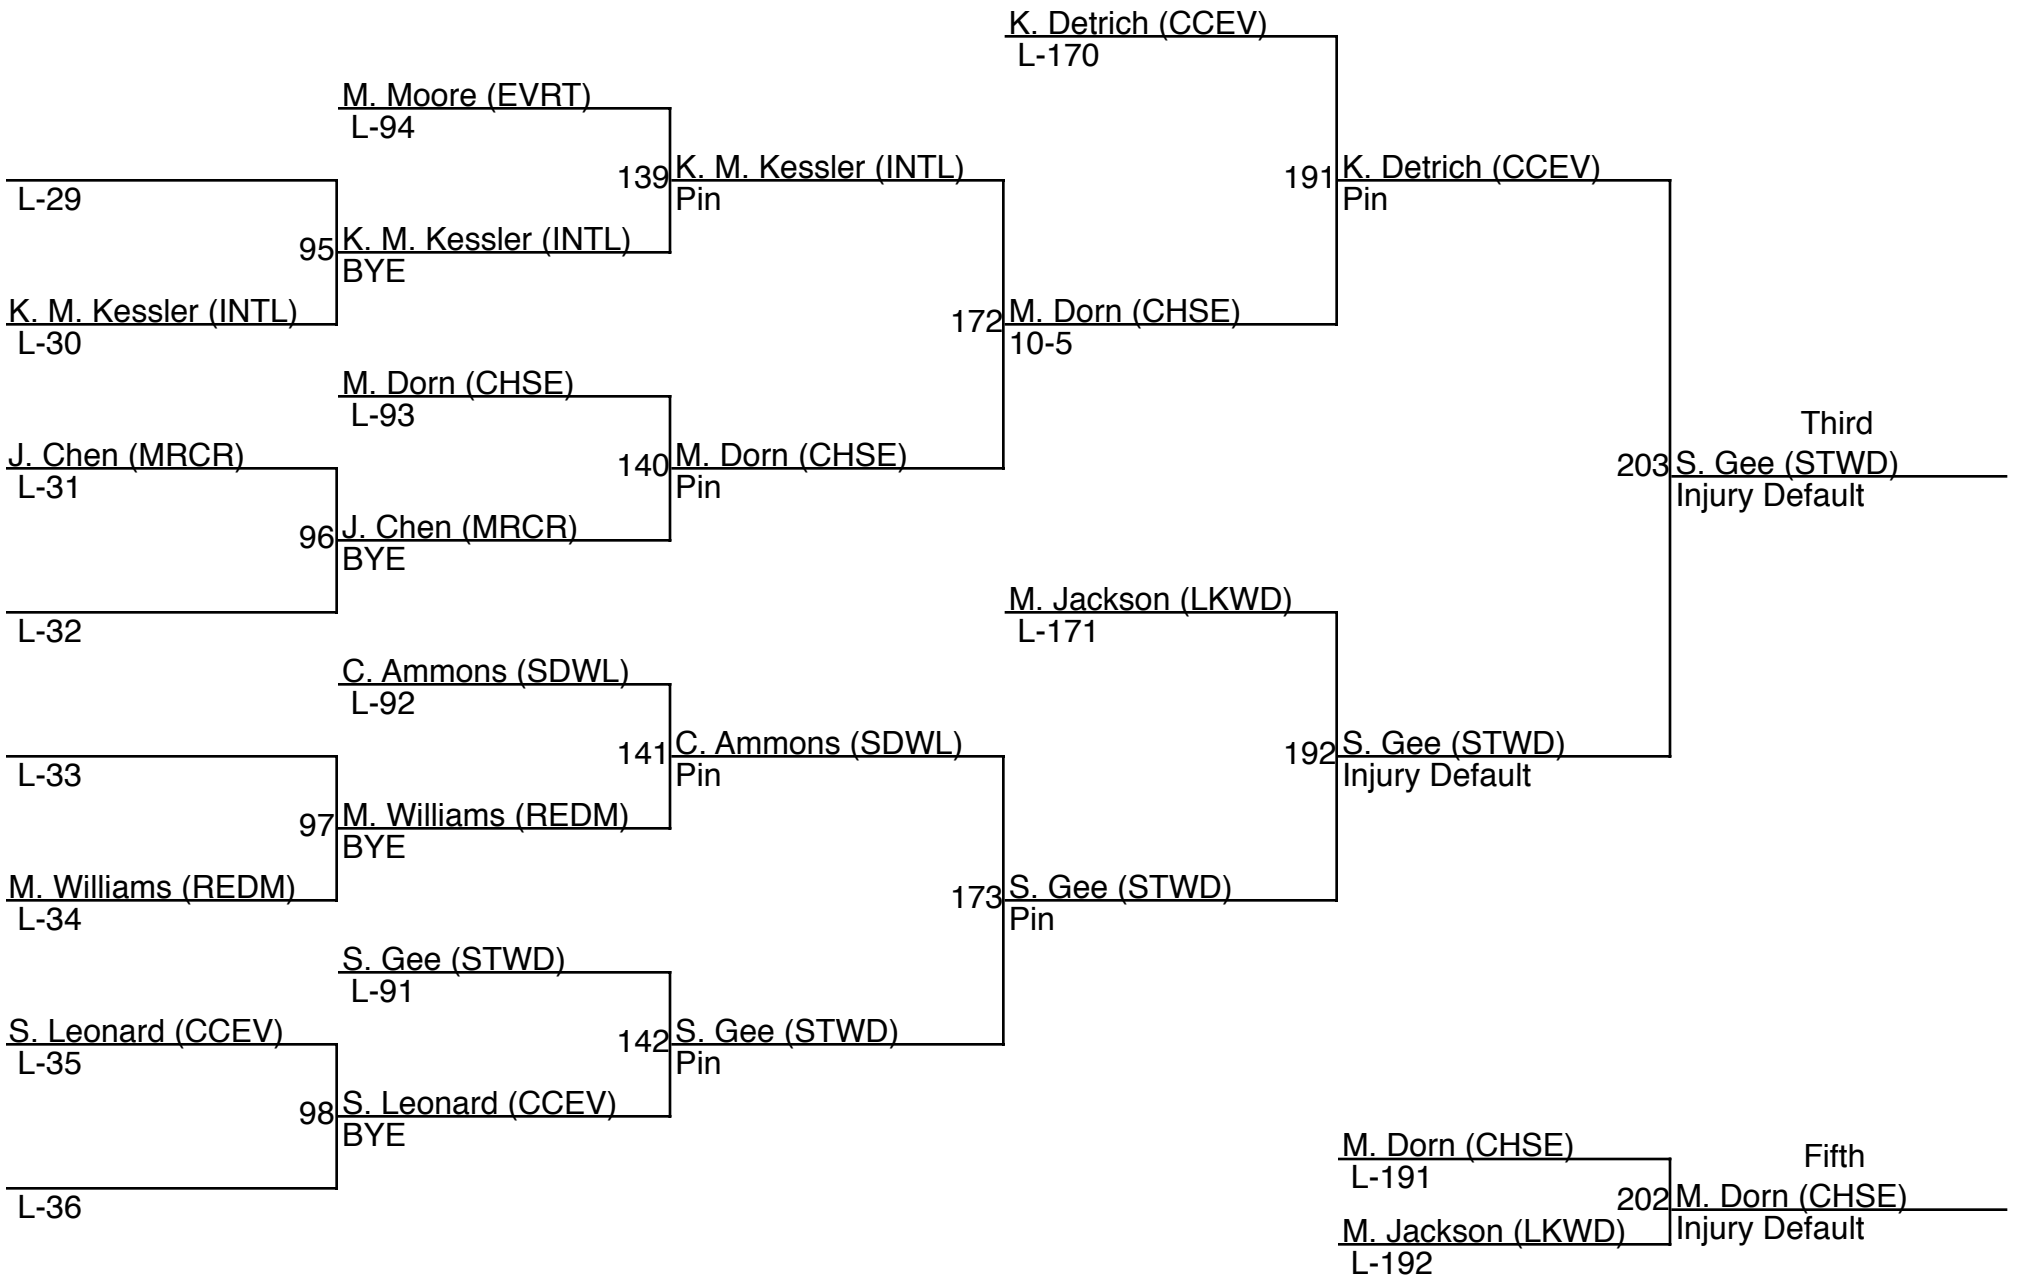 K. Detrich (CCEV)
L-170
M. Moore (EVRT)
L-94
139 K. M. Kessler (INTL)
Pin
191 K. Detrich (CCEV)
Pin
L-29
95 K. M. Kessler (INTL)
BYE
K. M. Kessler (INTL)
L-30
172 M. Dorn (CHSE)
10-5
M. Dorn (CHSE)
L-93
Third
J. Chen (MRCR)
L-31
140 M. Dorn (CHSE)
Pin
203 S. Gee (STWD)
Injury Default
96 J. Chen (MRCR)
BYE
L-32
M. Jackson (LKWD)
L-171
C. Ammons (SDWL)
L-92
L-33
141 C. Ammons (SDWL)
Pin
192 S. Gee (STWD)
Injury Default
97 M. Williams (REDM)
BYE
M. Williams (REDM)
L-34
173 S. Gee (STWD)
Pin
S. Gee (STWD)
L-91
S. Leonard (CCEV)
L-35
142 S. Gee (STWD)
Pin
98 S. Leonard (CCEV)
BYE
L-36
M. Dorn (CHSE)
L-191
Fifth
202 M. Dorn (CHSE)
Injury Default
M. Jackson (LKWD)
L-192